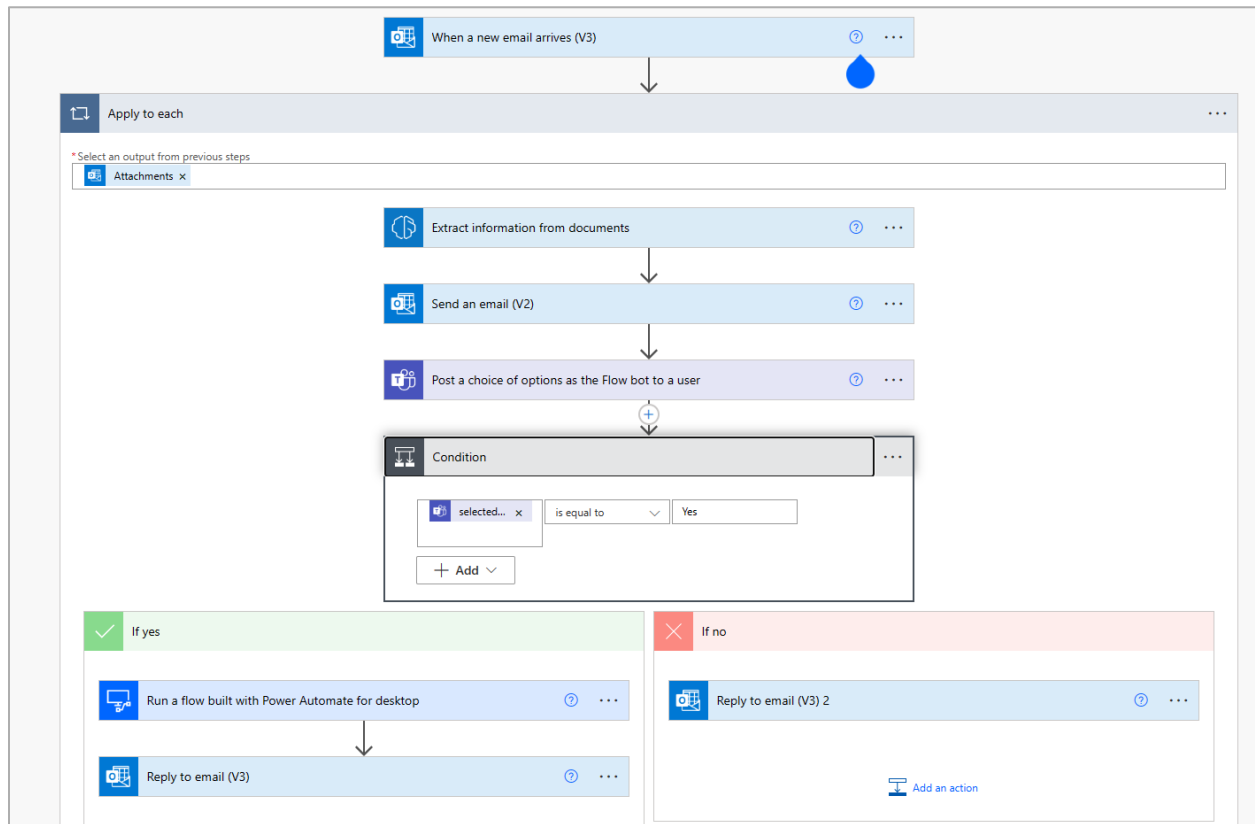 When a new email arrives (V3)
Apply to each
*Select an output from previous steps
Attachments ×
Extract information from documents
Send an email (V2)
Post a choice of options as the Flow bot to a user
Condition
selected... × is equal to Yes
+ Add
If yes If no
Run a flow built with Power Automate for desktop Reply to email (V3) 2
Reply to email (V3) Add an action